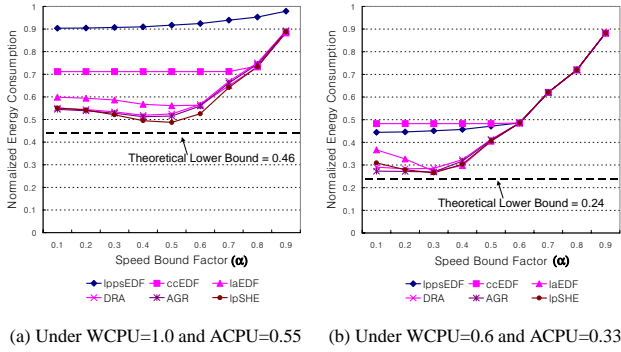 Normalized Energy Consumption
1
0.9
0.8
0.7
0.6
0.5
0.4
0.3
0.2
0.1
0
Theoretical Lower Bound = 0.46
0.1 0.2 0.3 0.4 0.5 0.6 0.7 0.8 0.9
Speed Bound Factor (α)
lppsEDF ccEDF laEDF
DRA AGR lpSHE
(a) Under WCPU=1.0 and ACPU=0.55
Normalized Energy Consumption
1
0.9
0.8
0.7
0.6
0.5
0.4
0.3
0.2
0.1
0
Theoretical Lower Bound = 0.24
0.1 0.2 0.3 0.4 0.5 0.6 0.7 0.8 0.9
Speed Bound Factor (α)
lppsEDF ccEDF laEDF
DRA AGR lpSHE
(b) Under WCPU=0.6 and ACPU=0.33